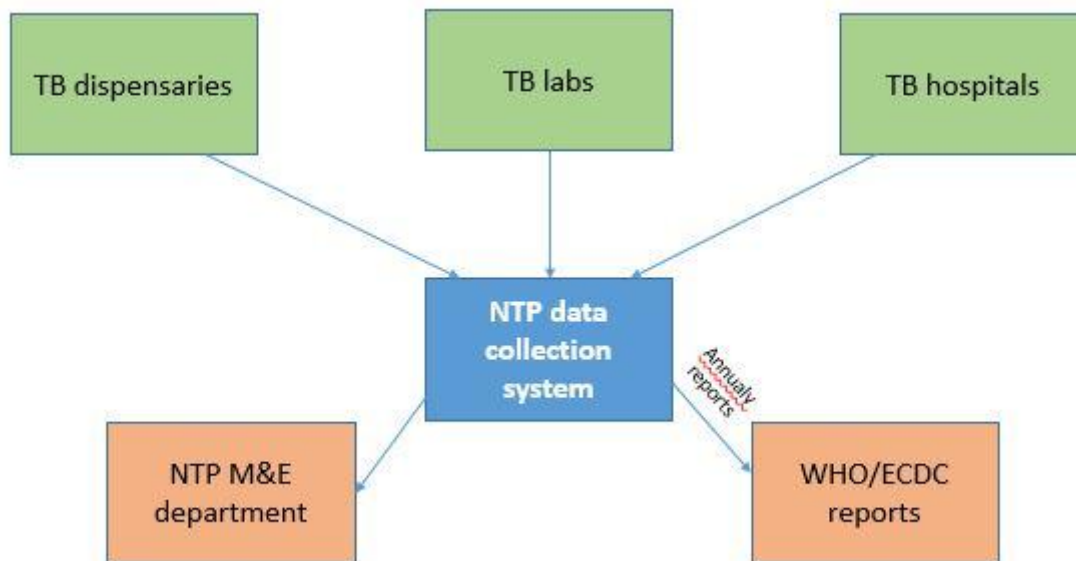 TB dispensaries
TB labs
TB hospitals
NTP data
collection
system
Annualy
reports
NTP M&E
department
WHO/ECDC
reports